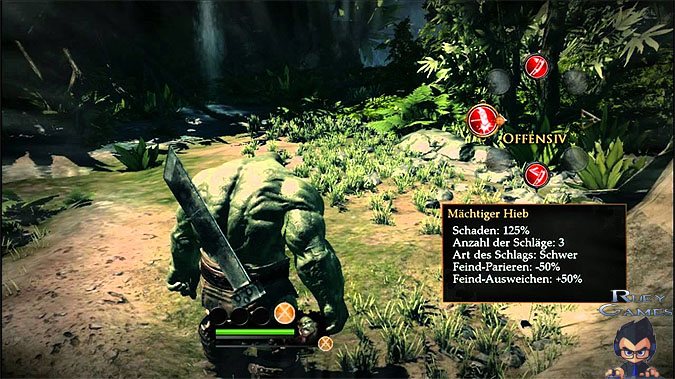 OFFENSIV
Mächtiger Hieb
Schaden: 125%
Anzahl der Schläge: 3
Art des Schlags: Schwer
Feind-Parieren: -50%
Feind-Ausweichen: +50%
RUEY
GAMES